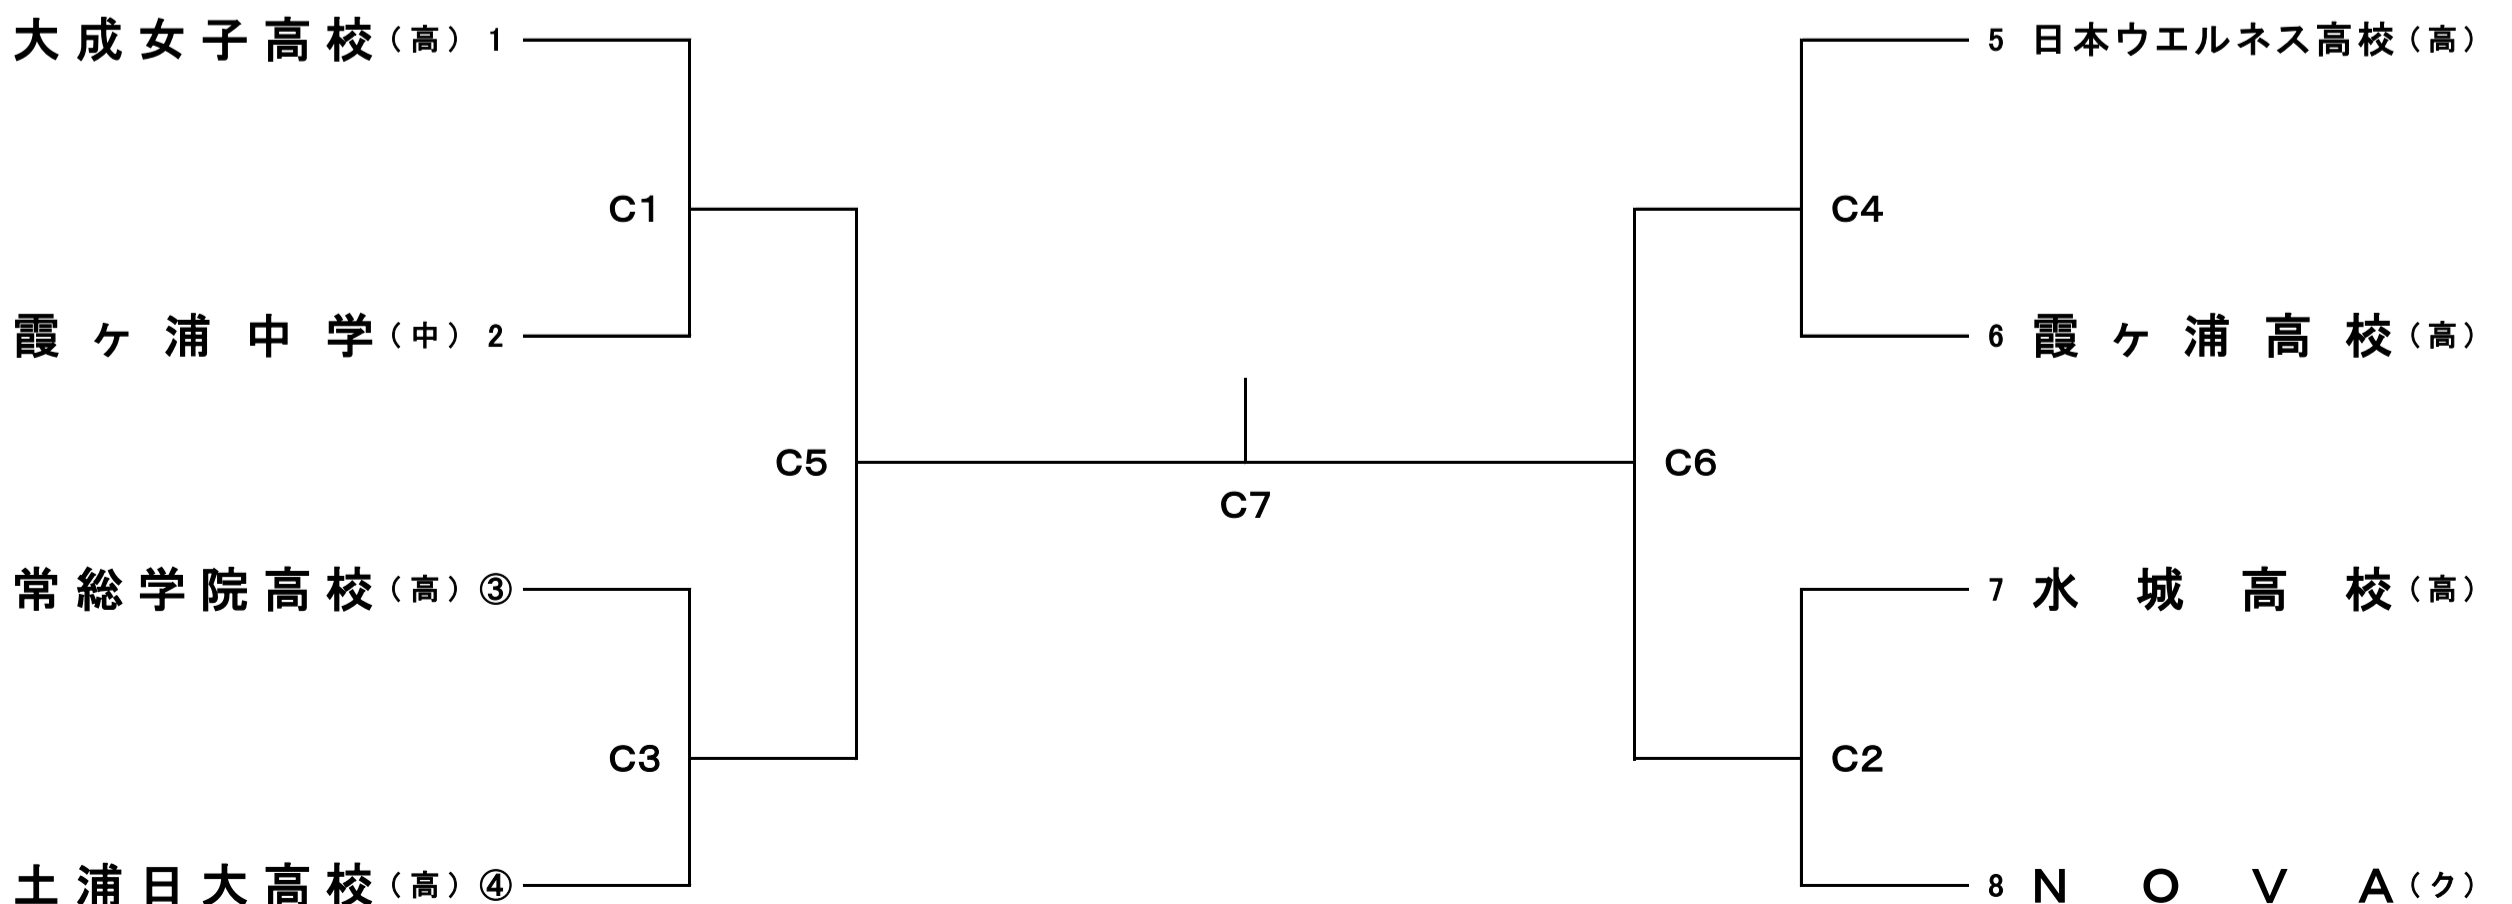 大成女子高校（高） 1
5 日本ウエルネス高校（高）
C1
C4
霞ヶ浦中学（中） 2
6 霞ヶ浦高校（高）
C5
C6
C7
常総学院高校（高） ③
7 水城高校（高）
C3
C2
土浦日大高校（高） ④
8 NOVA（ク）